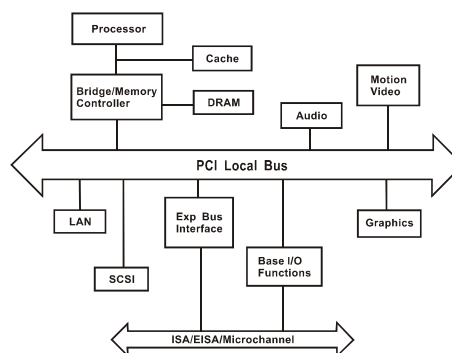 Processor
Cache
Bridge/Memory
Controller
DRAM
Audio
Motion
Video
PCI Local Bus
LAN
SCSI
Exp Bus
Interface
Base I/O
Functions
Graphics
ISA/EISA/Microchannel